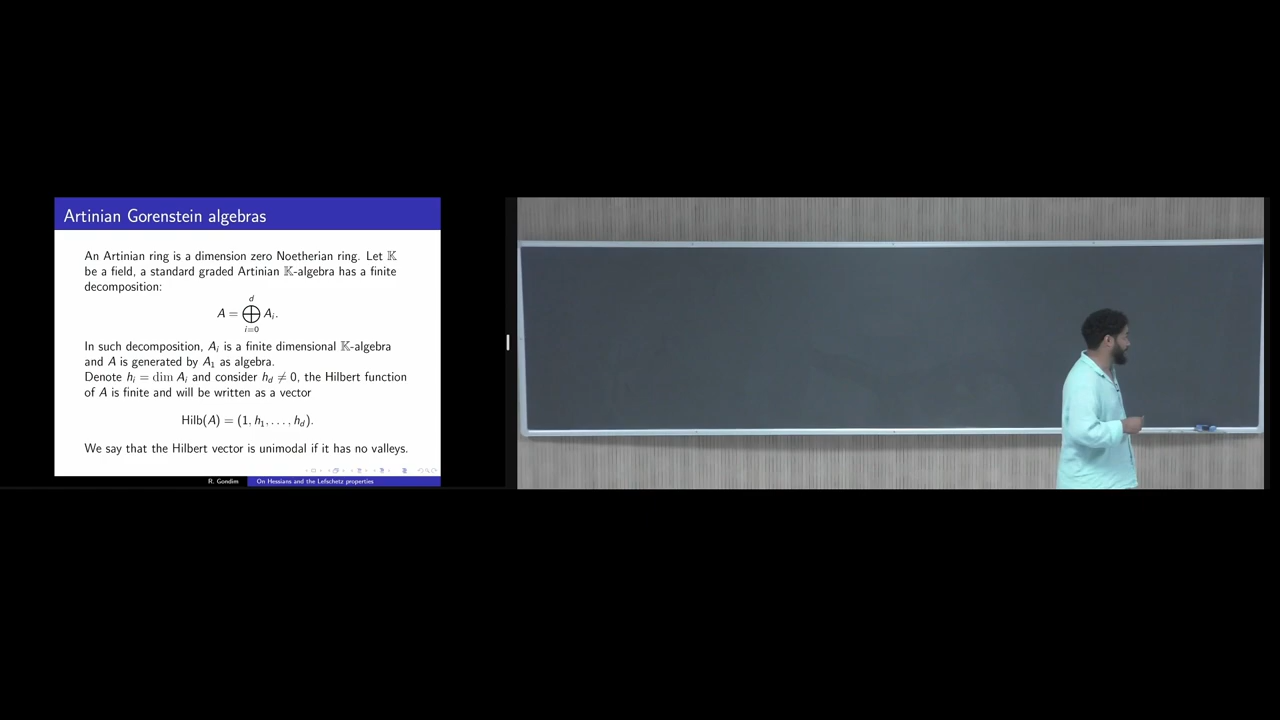 Artinian Gorenstein algebras
An Artinian ring is a dimension zero Noetherian ring. Let 𝕂
be a field, a standard graded Artinian 𝕂-algebra has a finite
decomposition:
A = ⨁_{i=0}^{d} A_i.
In such decomposition, A_i is a finite dimensional 𝕂-algebra
and A is generated by A_1 as algebra.
Denote h_i = dim A_i and consider h_d ≠ 0, the Hilbert function
of A is finite and will be written as a vector
Hilb(A) = (1, h_1, . . . , h_d).
We say that the Hilbert vector is unimodal if it has no valleys.
R. Gondim On Hessians and the Lefschetz properties